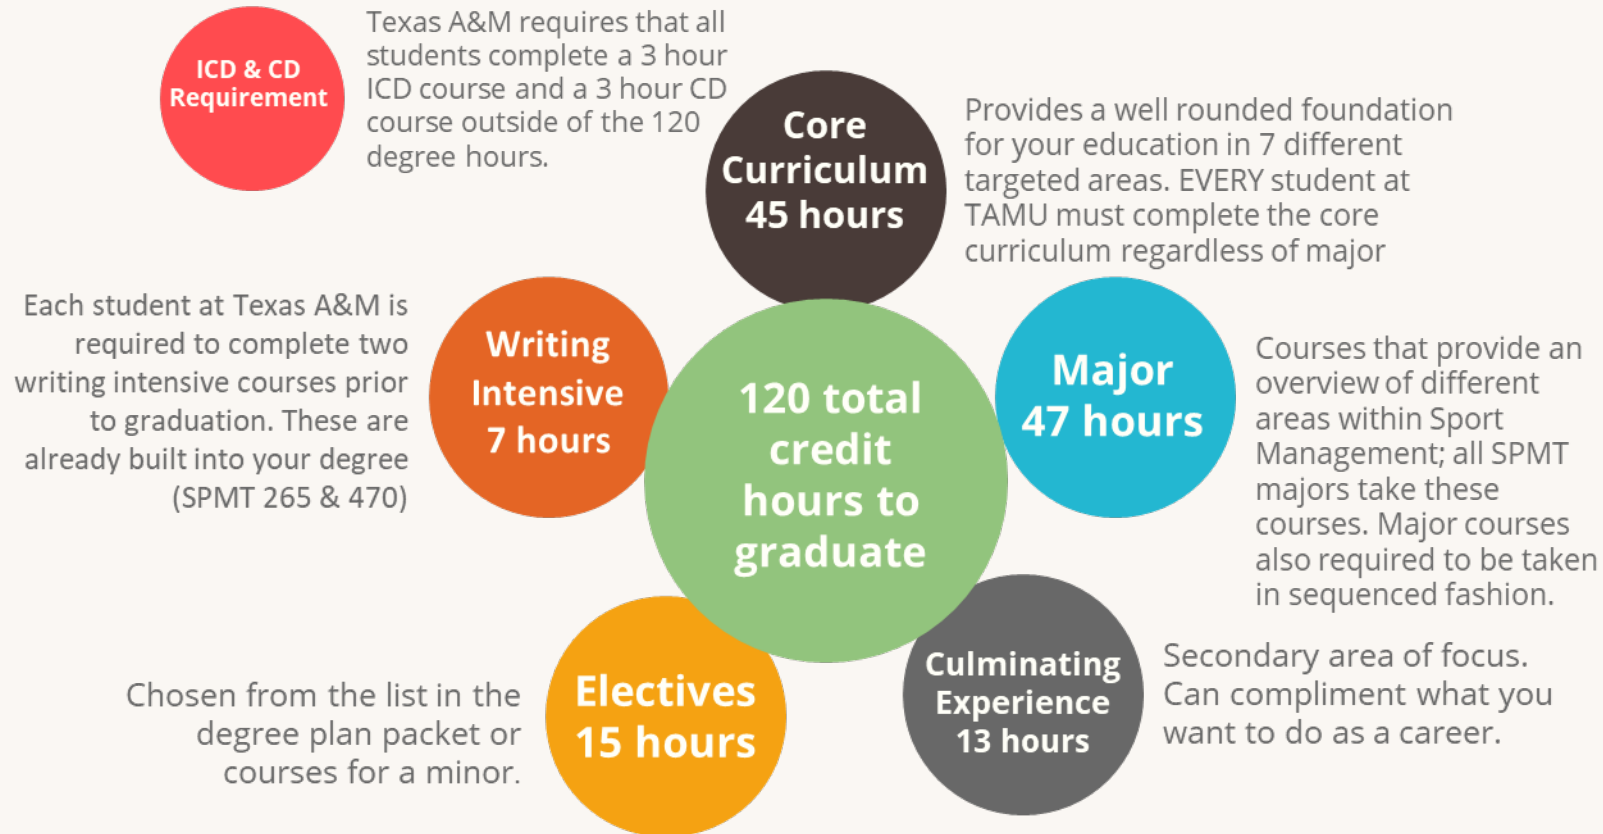 ICD & CD
Requirement
Texas A&M requires that all
students complete a 3 hour
ICD course and a 3 hour CD
course outside of the 120
degree hours.
Core
Curriculum
45 hours
Provides a well rounded foundation
for your education in 7 different
targeted areas. EVERY student at
TAMU must complete the core
curriculum regardless of major
Each student at Texas A&M is
required to complete two
writing intensive courses prior
to graduation. These are
already built into your degree
(SPMT 265 & 470)
Writing
Intensive
7 hours
120 total
credit
hours to
graduate
Major
47 hours
Courses that provide an
overview of different
areas within Sport
Management; all SPMT
majors take these
courses. Major courses
also required to be taken
in sequenced fashion.
Chosen from the list in the
degree plan packet or
courses for a minor.
Electives
15 hours
Culminating
Experience
13 hours
Secondary area of focus.
Can compliment what you
want to do as a career.